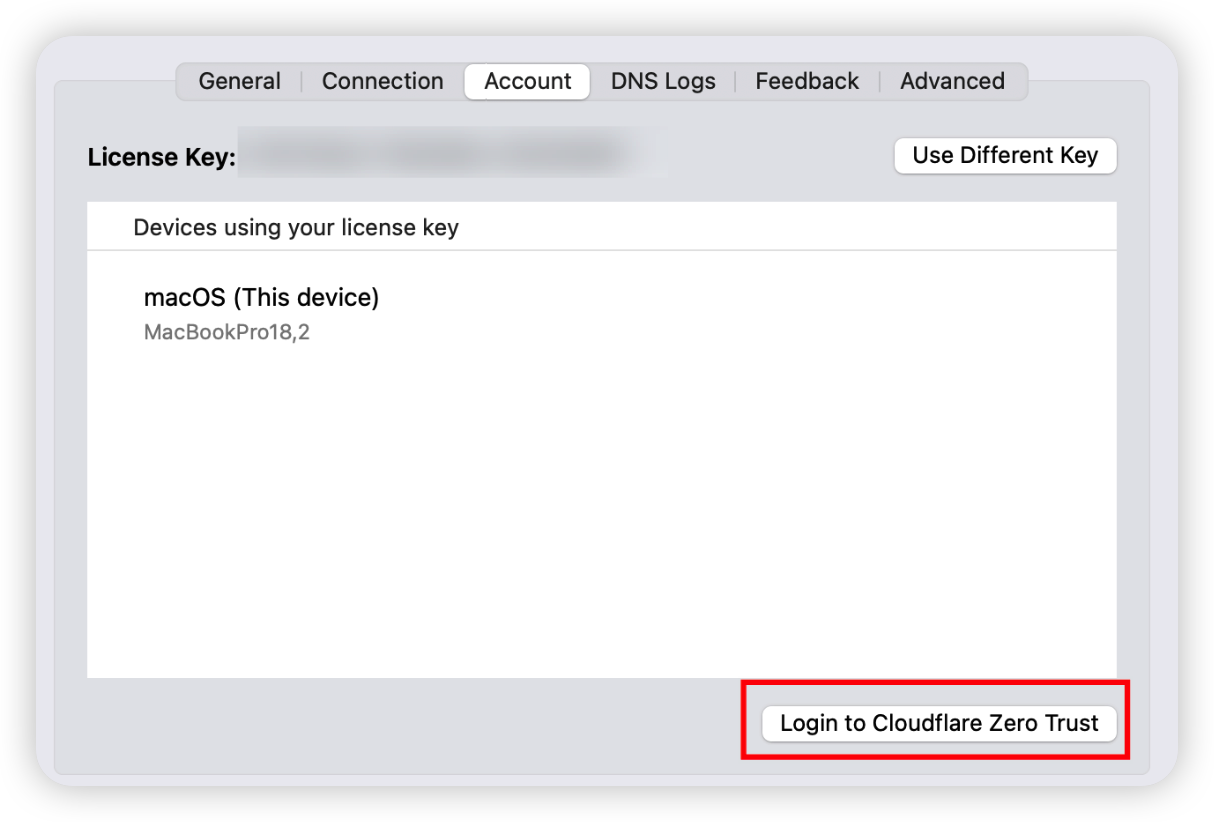 General Connection Account DNS Logs Feedback Advanced
License Key:
Use Different Key
Devices using your license key
macOS (This device)
MacBookPro18,2
Login to Cloudflare Zero Trust